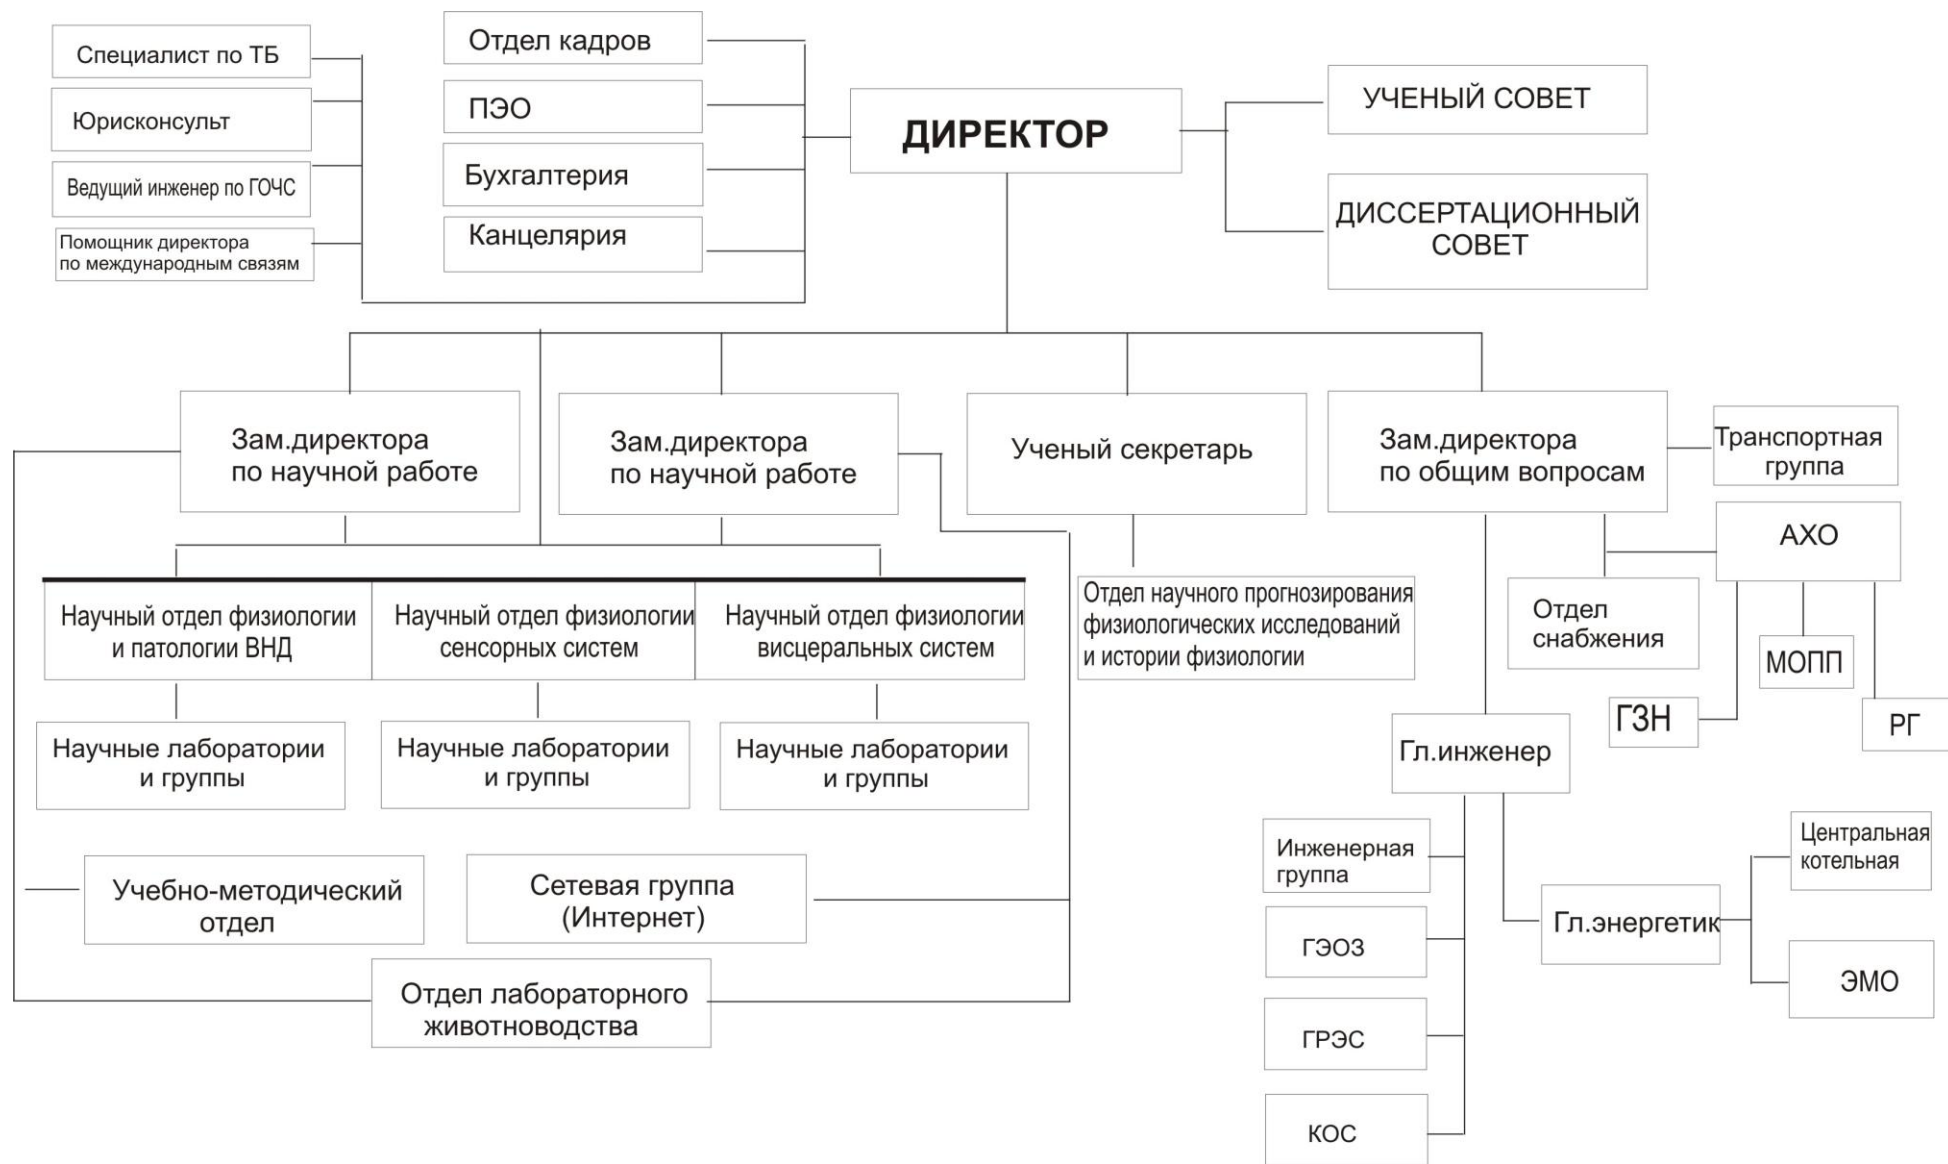 Специалист по ТБ
Юрисконсульт
Ведущий инженер по ГОЧС
Помощник директора
по международным связям
Отдел кадров
ПЭО
Бухгалтерия
Канцелярия
ДИРЕКТОР
УЧЕНЫЙ СОВЕТ
ДИССЕРТАЦИОННЫЙ
СОВЕТ
Зам.директора
по научной работе
Зам.директора
по научной работе
Ученый секретарь
Зам.директора
по общим вопросам
Транспортная
группа
АХО
Отдел
снабжения
МОПП
ГЗН
РГ
Научный отдел физиологии
и патологии ВНД
Научный отдел физиологии
сенсорных систем
Научный отдел физиологии
висцеральных систем
Отдел научного прогнозирования
физиологических исследований
и истории физиологии
Научные лаборатории
и группы
Научные лаборатории
и группы
Научные лаборатории
и группы
Гл.инженер
Учебно-методический
отдел
Сетевая группа
(Интернет)
Отдел лабораторного
животноводства
Инженерная
группа
ГЭОЗ
ГРЭС
КОС
Гл.энергетик
Центральная
котельная
ЭМО